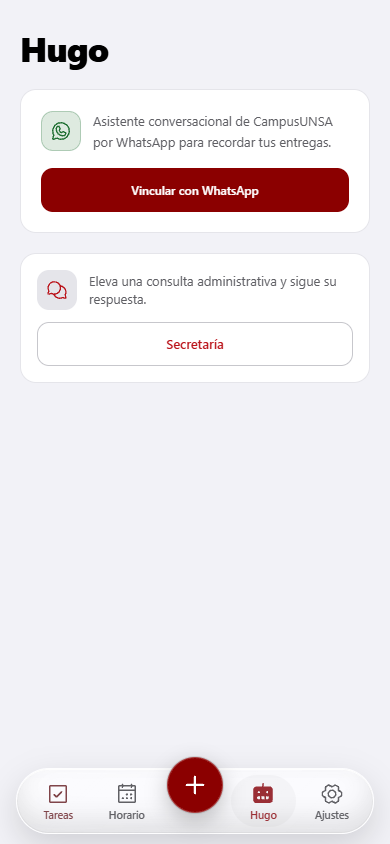 Hugo
Asistente conversacional de CampusUNSA
por WhatsApp para recordar tus entregas.
Vincular con WhatsApp
Eleva una consulta administrativa y sigue su
respuesta.
Secretaría
Tareas
Horario
Hugo
Ajustes